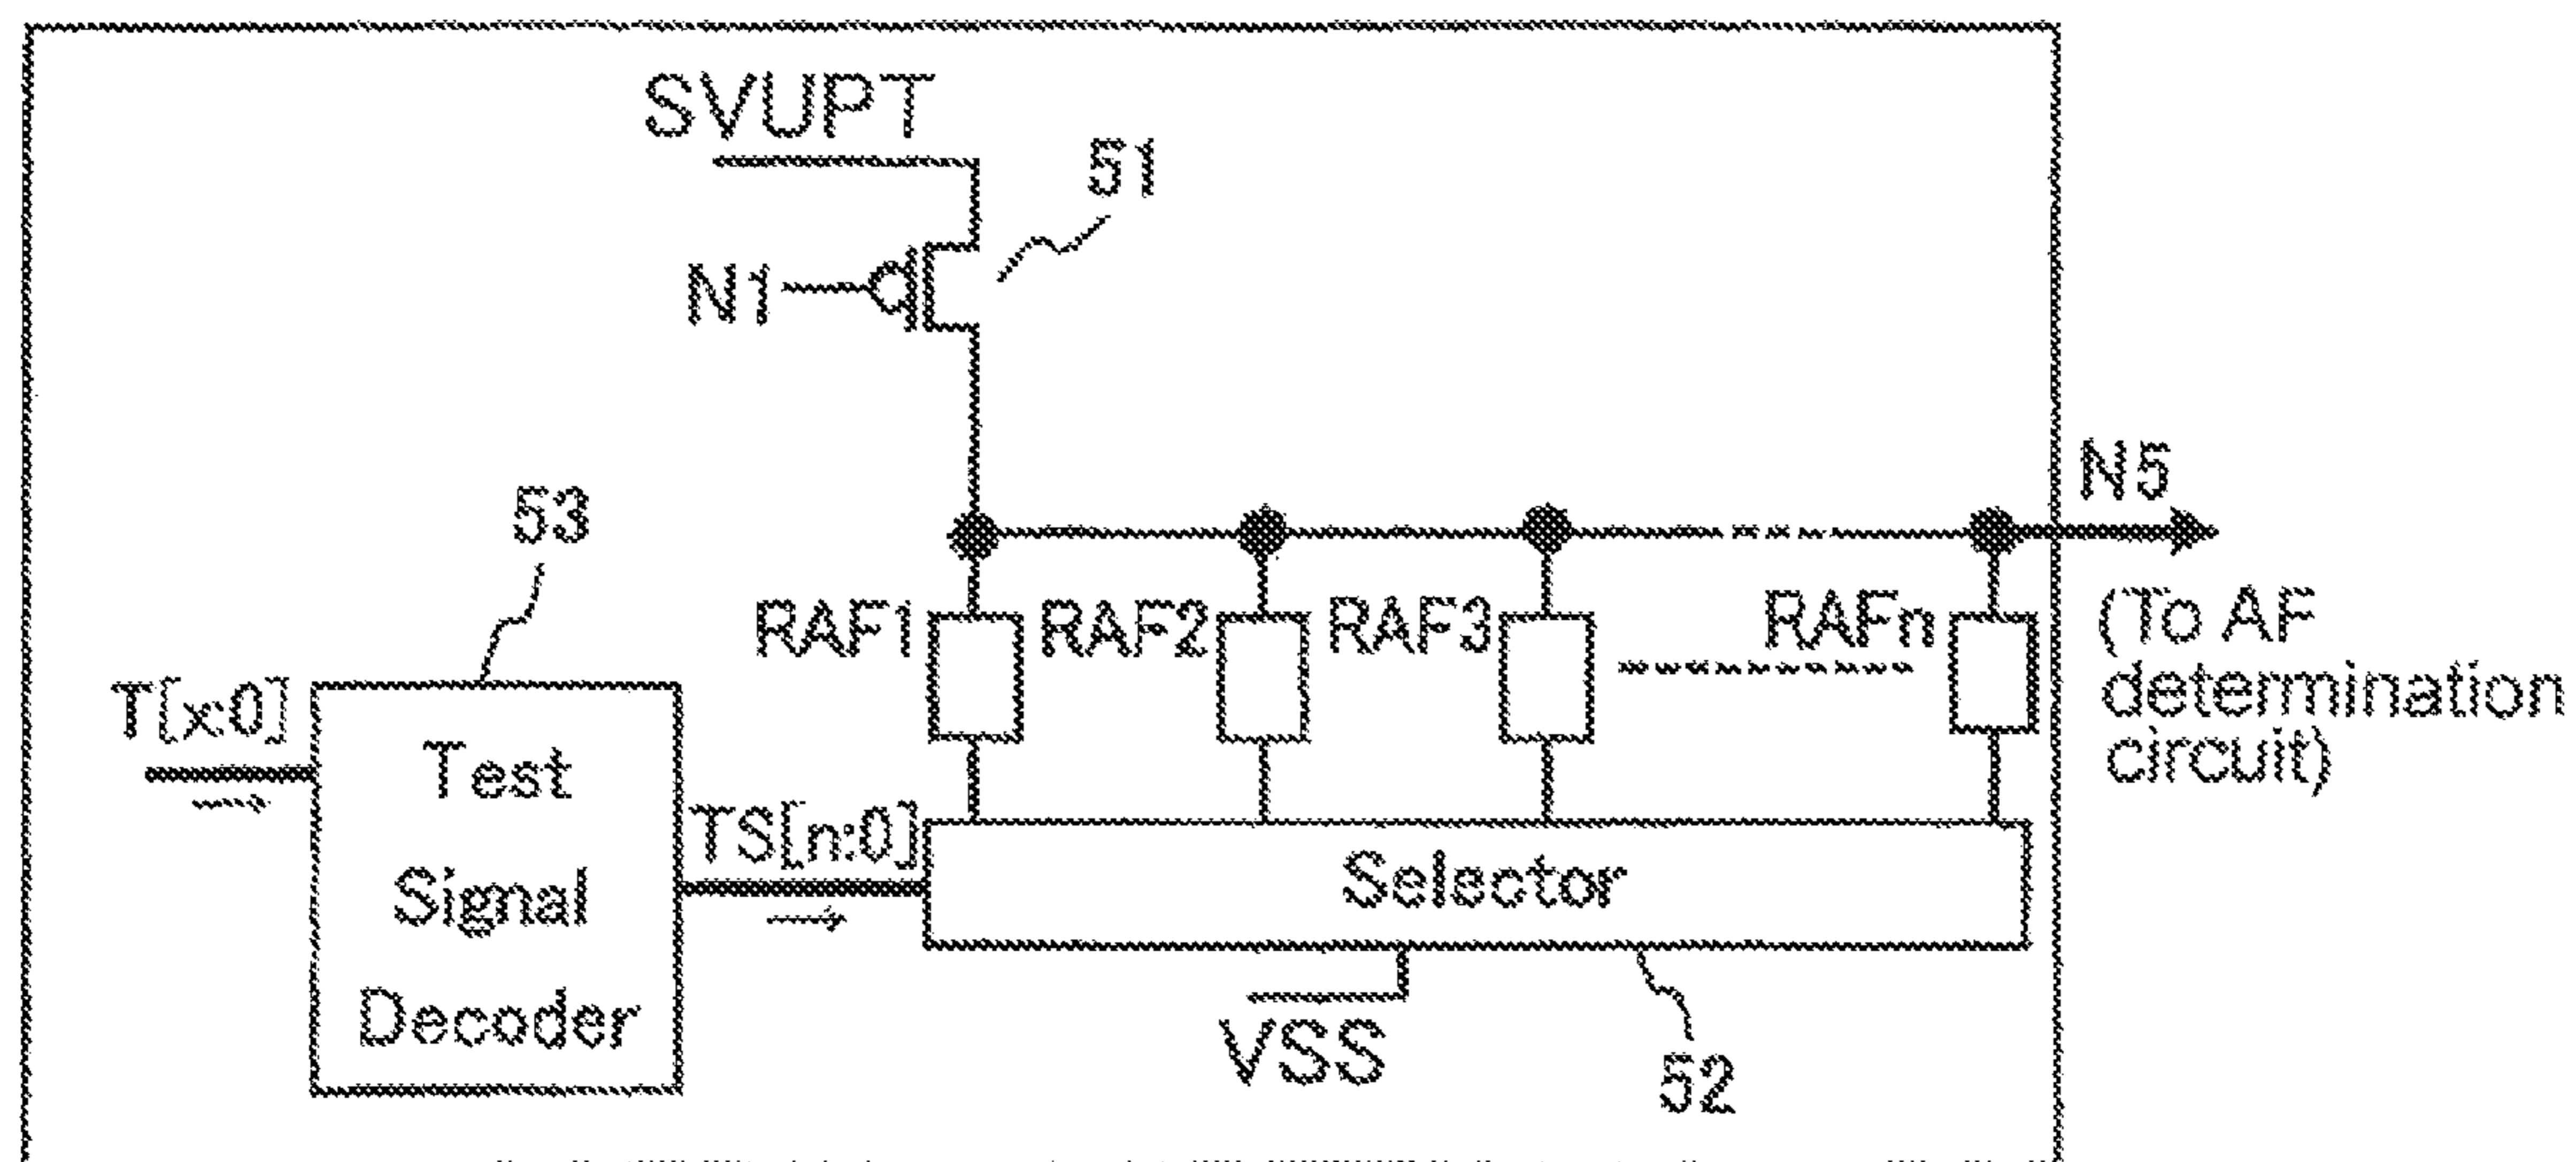 SVUPT
51
N1
N5
(To AF
determination
circuit)
53
RAF1
RAF2
RAF3
RAFn
T[x:0]
Test
Signal
Decoder
TS[n:0]
Selector
VSS
52